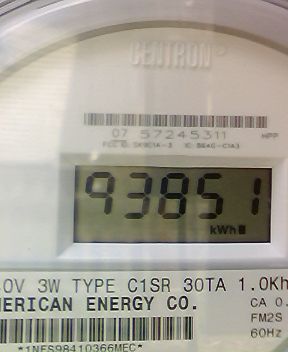 CENTRON
07 57245311
93851
kWh
0V 3W TYPE C1SR 30TA 1.0Kh
MERICAN ENERGY CO.
CA 0.
FM2S
60Hz
*1NFS98410366MEC*